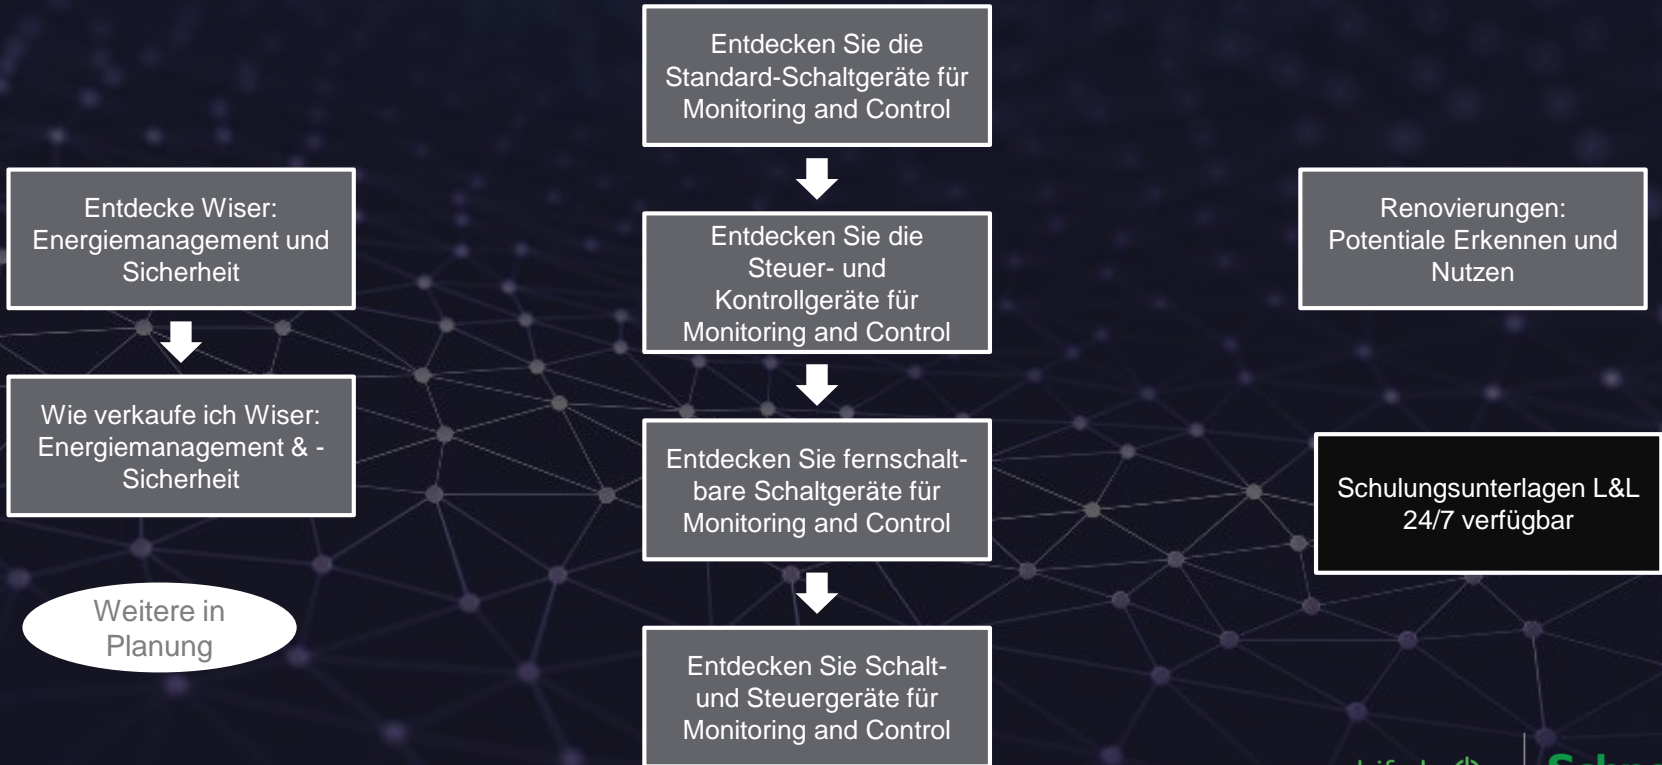 Entdecken Sie die
Standard-Schaltgeräte für
Monitoring and Control
Entdecke Wiser:
Energiemanagement und
Sicherheit
Entdecken Sie die
Steuer- und
Kontrollgeräte für
Monitoring and Control
Renovierungen:
Potentiale Erkennen und
Nutzen
Wie verkaufe ich Wiser:
Energiemanagement & -
Sicherheit
Entdecken Sie fernschalt-
bare Schaltgeräte für
Monitoring and Control
Schulungsunterlagen L&L
24/7 verfügbar
Weitere in
Planung
Entdecken Sie Schalt-
und Steuergeräte für
Monitoring and Control